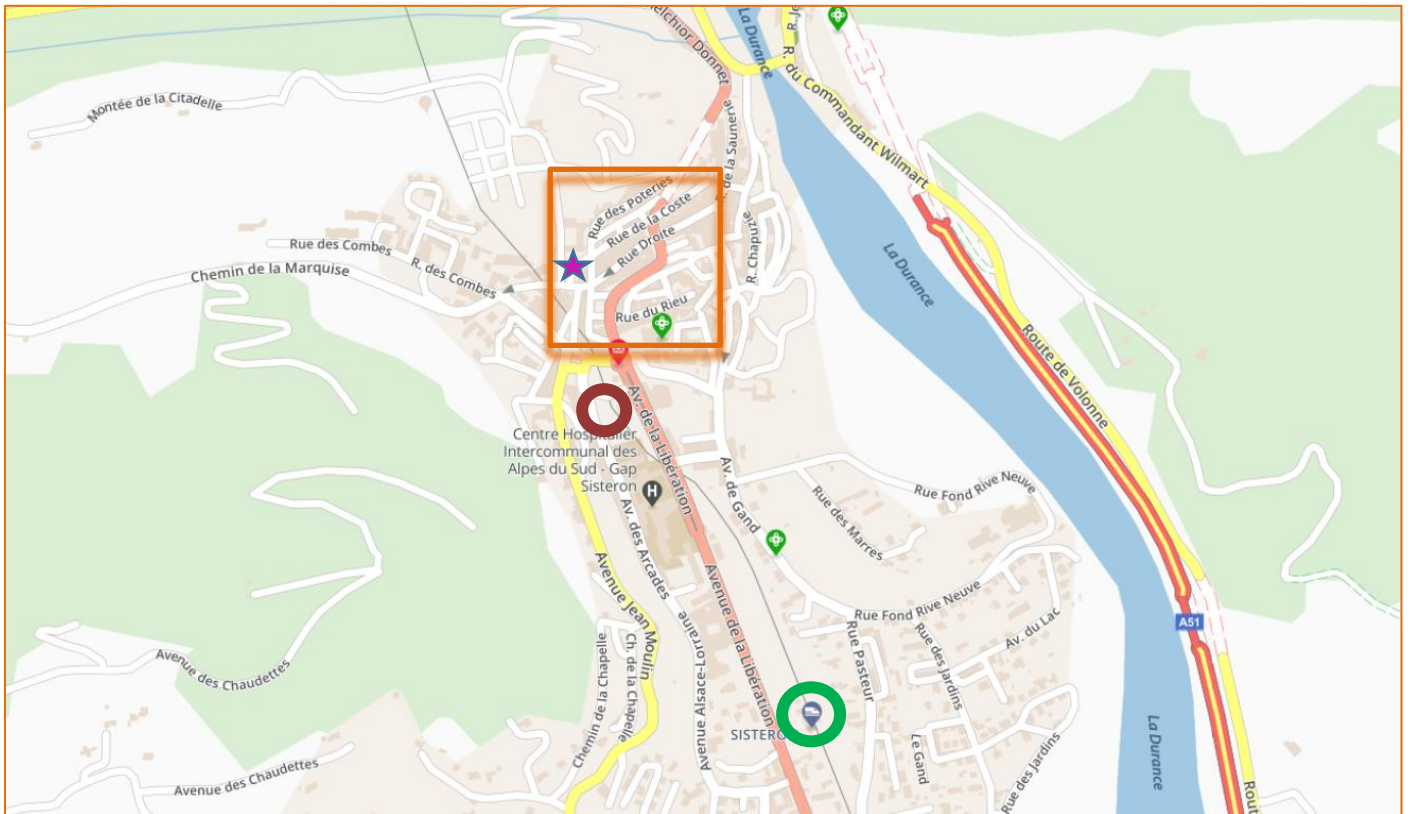 La Durance
R. Je
Melchior Donnet
La Durance
R. du Commandant Wilmart
Montée de la Citadelle
R. de la Saunerie
Rue des Poteries
Rue de la Coste
Rue Droite
R. Chapuzie
Rue des Combes
R. des Combes
Chemin de la Marquise
La Durance
Rue du Rieu
Route de Volonne
Av. de la Libération
Centre Hospitalier
Intercommunal des
Alpes du Sud - Gap
Sisteron
H
Av. de Gand
Rue Fond Rive Neuve
Rue des Marres
Av. des Arcades
Avenue Jean Moulin
Avenue de la Libération
Rue Fond Rive Neuve
Av. du Lac
A51
Rue Pasteur
Rue des Jardins
Avenue des Chaudettes
Chemin de la Chapelle
Ch. de la Chapelle
Avenue Alsace-Lorraine
SISTERO
Le Gand
La Durance
Avenue des Chaudettes
Rue des Jardins
Rout